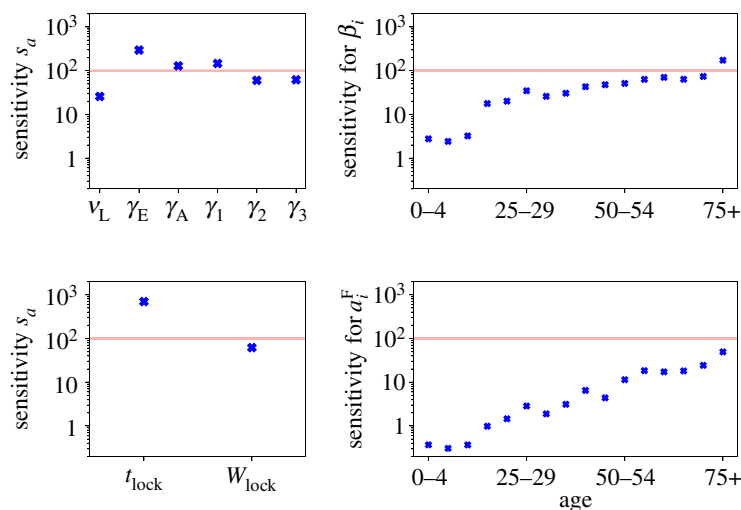 sensitivity s_a
10³
10²
10
1
ν_L γ_E γ_A γ_1 γ_2 γ_3
sensitivity for β_i
10³
10²
10
1
0–4 25–29 50–54 75+
sensitivity s_a
10³
10²
10
1
t_lock W_lock
sensitivity for a_i^F
10³
10²
10
1
0–4 25–29 50–54 75+
age